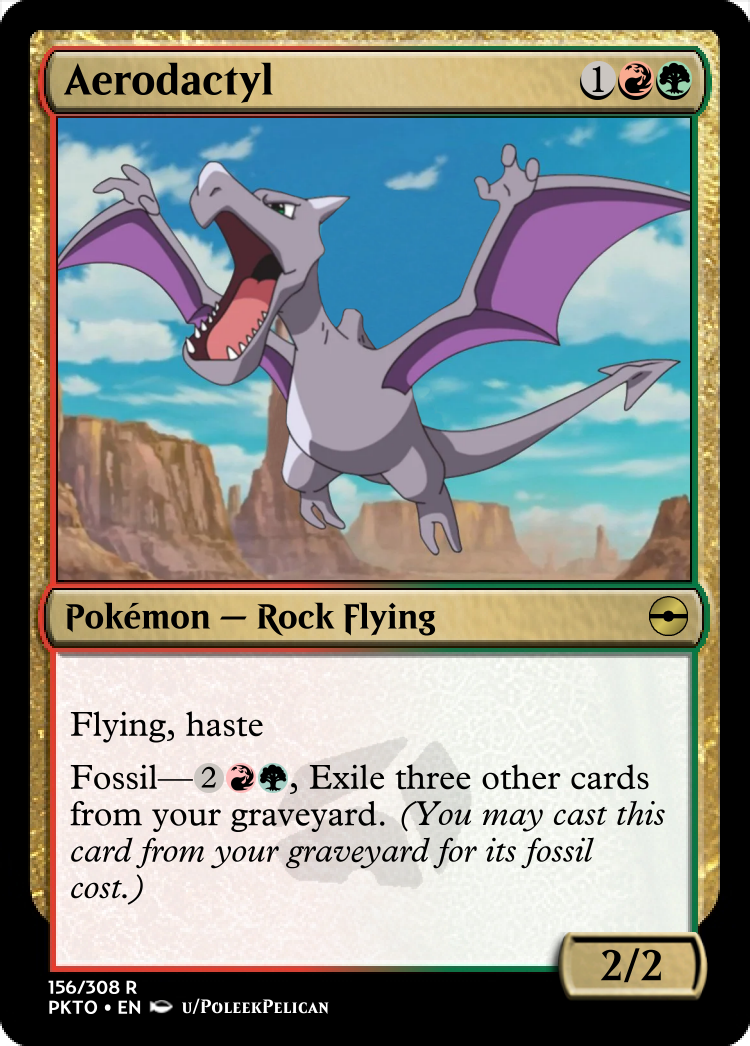 Aerodactyl 1
Pokémon — Rock Flying
Flying, haste
Fossil—2, Exile three other cards
from your graveyard. (You may cast this
card from your graveyard for its fossil
cost.)
2/2
156/308 R
PKTO • EN u/PoleekPelican